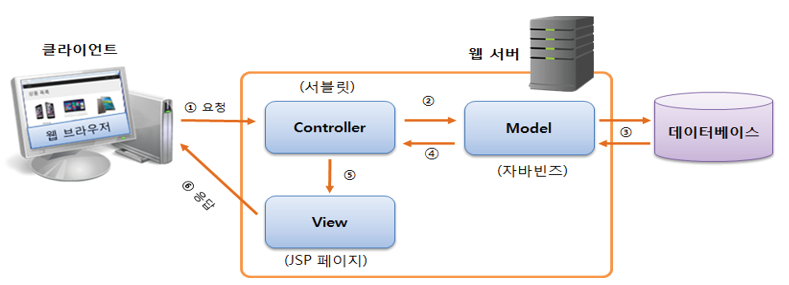 클라이언트
웹 서버
(서블릿)
① 요청
Controller
②
Model
③
데이터베이스
④
(자바빈즈)
웹 브라우저
⑤
⑥ 응답
View
(JSP 페이지)